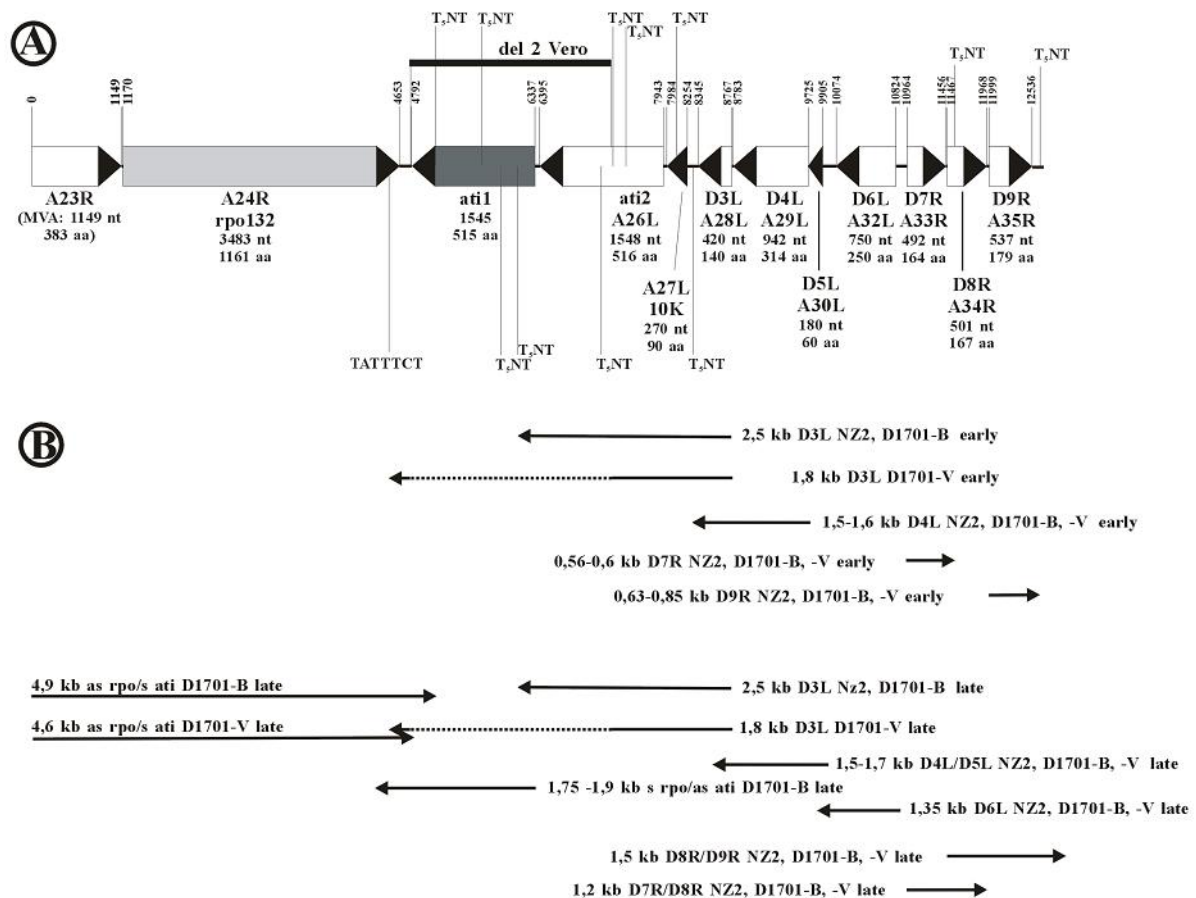 A
T₅NT T₅NT T₅NT T₅NT
T₅NT
T₅NT T₅NT
del 2 Vero
0 1149 1170 4653 4792 6337 6395 7943 7984 8254 8345 8767 8783 9725 9905 10074 10824 10964 11456 11467 11968 11999 12536
A23R
(MVA: 1149 nt
383 aa)
A24R
rpo132
3483 nt
1161 aa
ati1
1545
515 aa
ati2
A26L
1548 nt
516 aa
A27L
10K
270 nt
90 aa
D3L
A28L
420 nt
140 aa
D4L
A29L
942 nt
314 aa
D5L
A30L
180 nt
60 aa
D6L
A32L
750 nt
250 aa
D7R
A33R
492 nt
164 aa
D8R
A34R
501 nt
167 aa
D9R
A35R
537 nt
179 aa
T₅NT
TATTTCT T₅NT T₅NT T₅NT
B
2,5 kb D3L NZ2, D1701-B early
1,8 kb D3L D1701-V early
1,5-1,6 kb D4L NZ2, D1701-B, -V early
0,56-0,6 kb D7R NZ2, D1701-B, -V early
0,63-0,85 kb D9R NZ2, D1701-B, -V early
4,9 kb as rpo/s ati D1701-B late
2,5 kb D3L Nz2, D1701-B late
4,6 kb as rpo/s ati D1701-V late
1,8 kb D3L D1701-V late
1,5-1,7 kb D4L/D5L NZ2, D1701-B, -V late
1,75 -1,9 kb s rpo/as ati D1701-B late
1,35 kb D6L NZ2, D1701-B, -V late
1,5 kb D8R/D9R NZ2, D1701-B, -V late
1,2 kb D7R/D8R NZ2, D1701-B, -V late